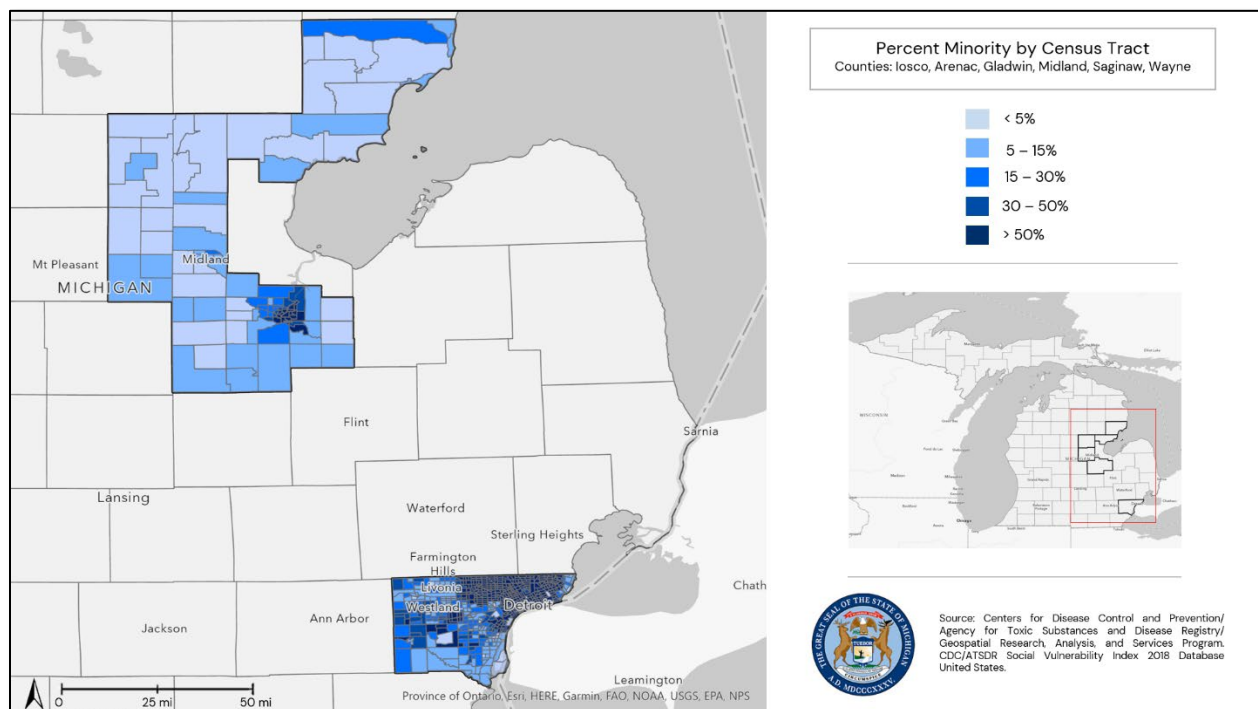 Percent Minority by Census Tract
Counties: Iosco, Arenac, Gladwin, Midland, Saginaw, Wayne
< 5%
5 – 15%
15 – 30%
30 – 50%
> 50%
Mt Pleasant
Midland
MICHIGAN
Flint
Sarnia
Lansing
Waterford
Sterling Heights
Farmington
Hills
Livonia
Westland
Detroit
Chath
Ann Arbor
Jackson
Leamington
0
25 mi
50 mi
Province of Ontario, Esri, HERE, Garmin, FAO, NOAA, USGS, EPA, NPS
WISCONSIN
THE GREAT SEAL OF THE STATE OF MICHIGAN
TUEBOR
CIRCUMSPICE
A.D. MDCCCXXXV.
Source: Centers for Disease Control and Prevention/
Agency for Toxic Substances and Disease Registry/
Geospatial Research, Analysis, and Services Program.
CDC/ATSDR Social Vulnerability Index 2018 Database
United States.